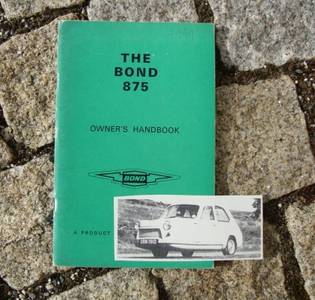 THE
BOND
875
OWNER'S HANDBOOK
BOND
A PRODUCT